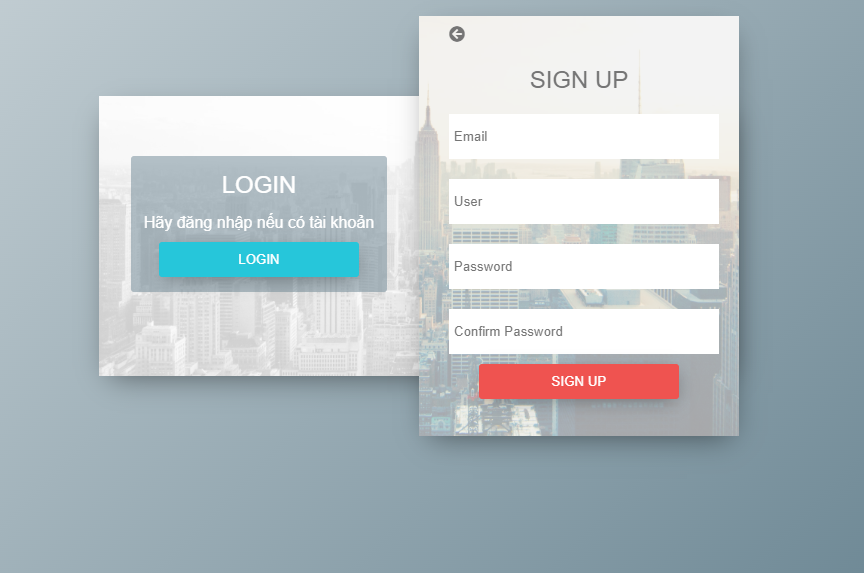 LOGIN
Hãy đăng nhập nếu có tài khoản
LOGIN
SIGN UP
Email
User
Password
Confirm Password
SIGN UP